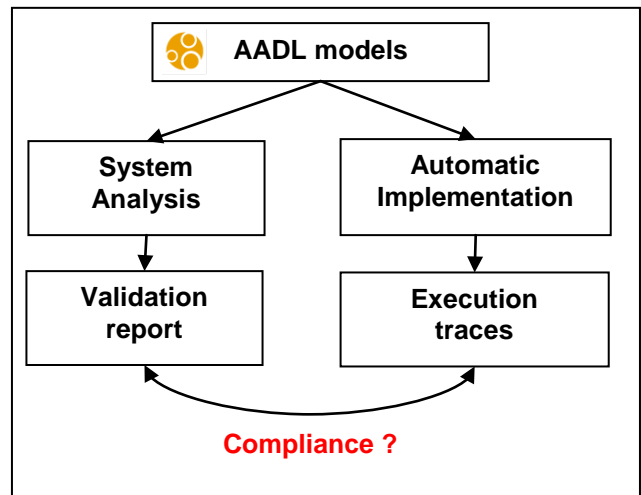 AADL models
System
Analysis
Automatic
Implementation
Validation
report
Execution
traces
Compliance ?